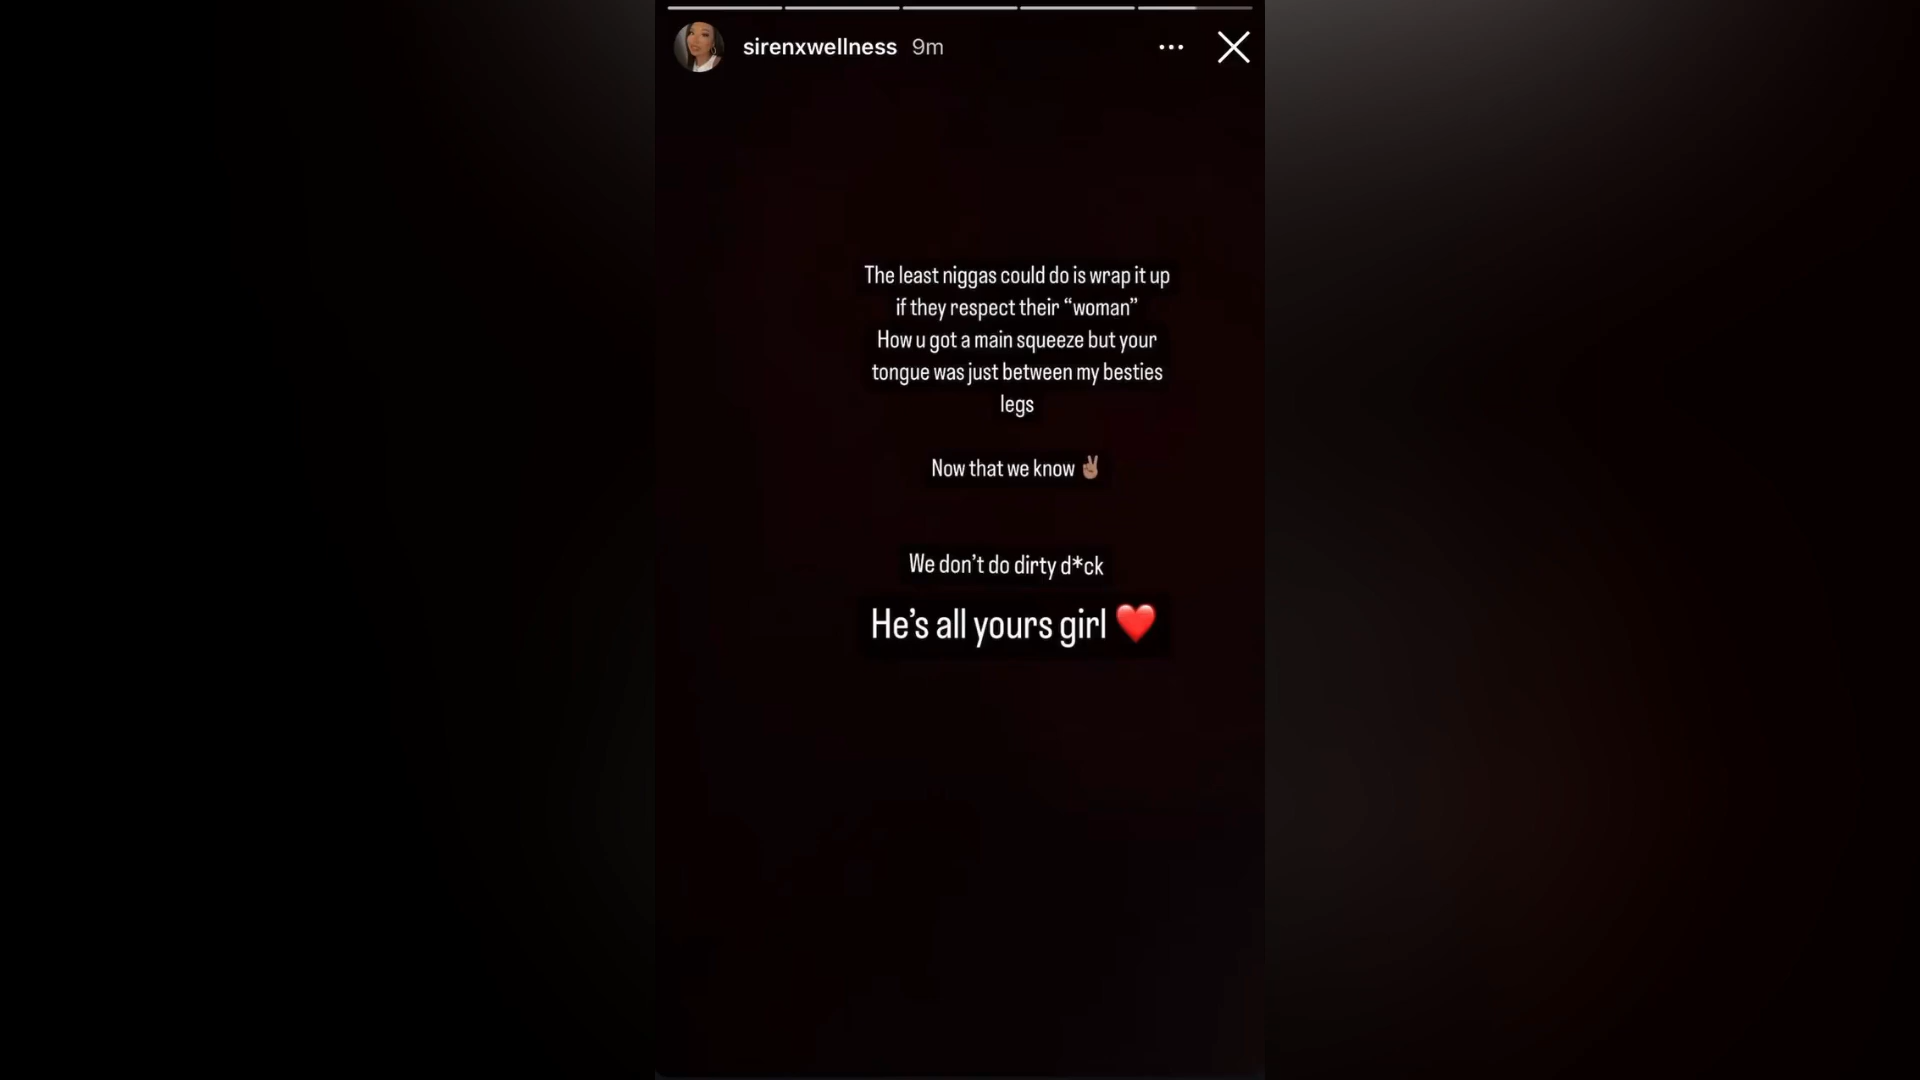 sirenxwellness 9m
The least niggas could do is wrap it up
if they respect their “woman”
How u got a main squeeze but your
tongue was just between my besties
legs
Now that we know ✌🏽
We don’t do dirty d*ck
He’s all yours girl ❤️